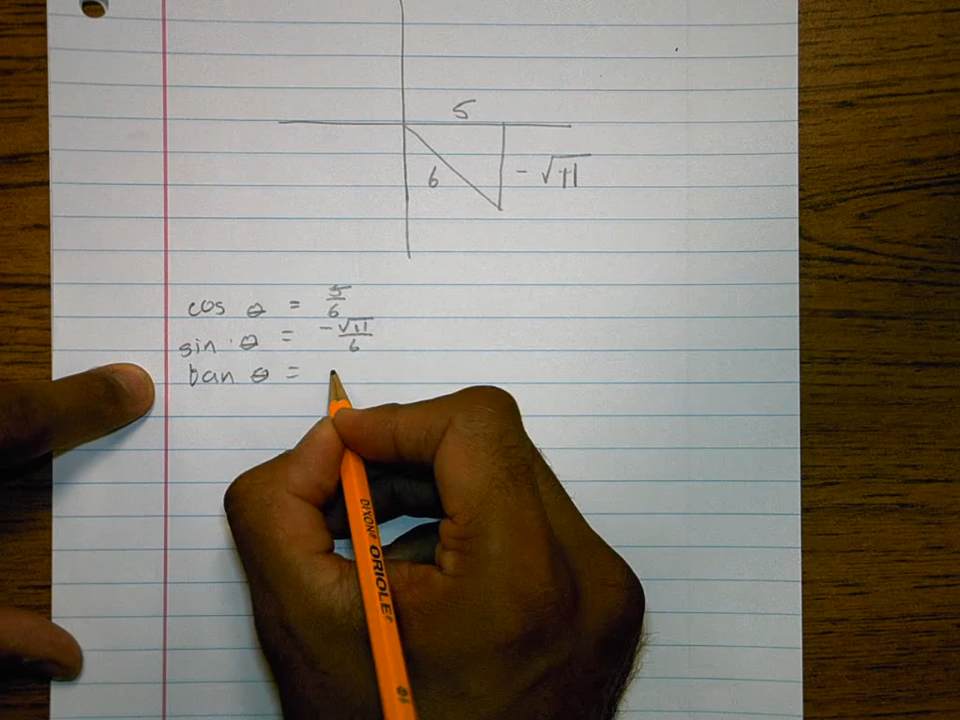 5
6 -√11
cos θ = 5/6
sin θ = -√11/6
tan θ =
DIXON® ORIOLE®